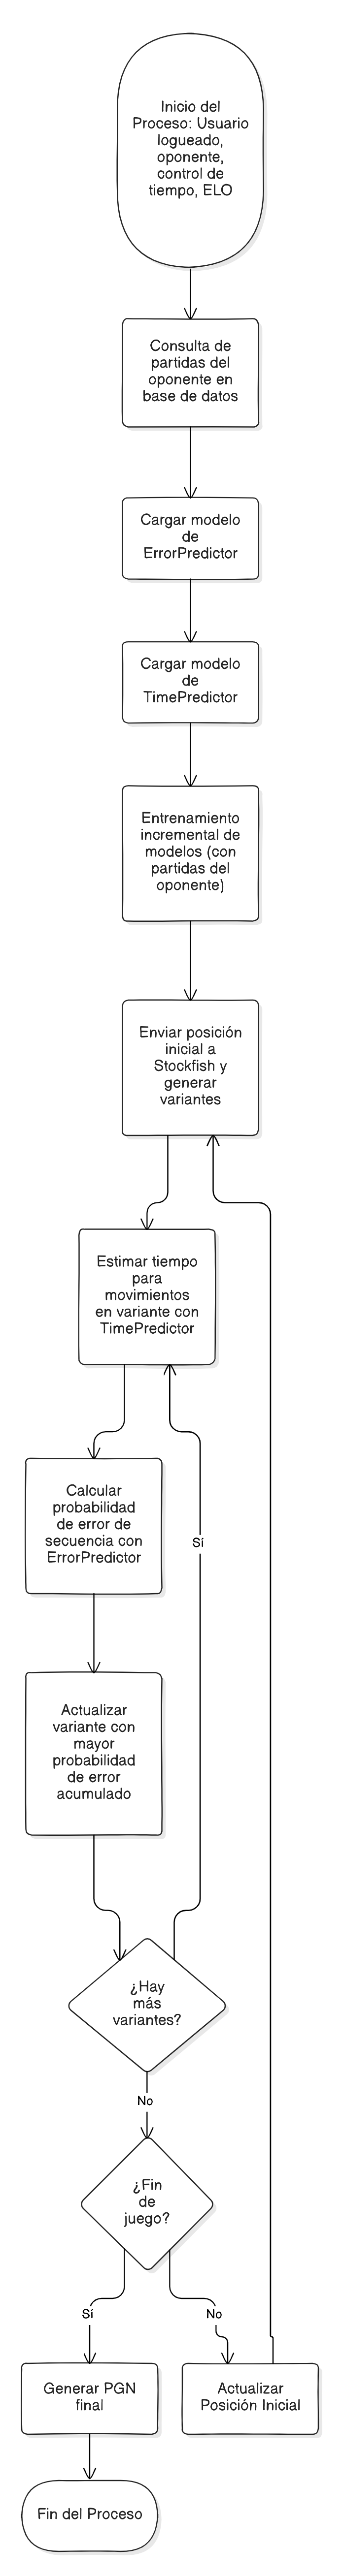 Inicio del
Proceso: Usuario
logueado,
oponente,
control de
tiempo, ELO
Consulta de
partidas del
oponente en
base de datos
Cargar modelo
de
ErrorPredictor
Cargar modelo
de
TimePredictor
Entrenamiento
incremental de
modelos (con
partidas del
oponente)
Enviar posición
inicial a
Stockfish y
generar
variantes
Estimar tiempo
para
movimientos
en variante con
TimePredictor
Calcular
probabilidad
de error de
secuencia con
ErrorPredictor
Sí
Actualizar
variante con
mayor
probabilidad
de error
acumulado
¿Hay
más
variantes?
No
¿Fin
de
juego?
Sí
No
Generar PGN
final
Actualizar
Posición Inicial
Fin del Proceso